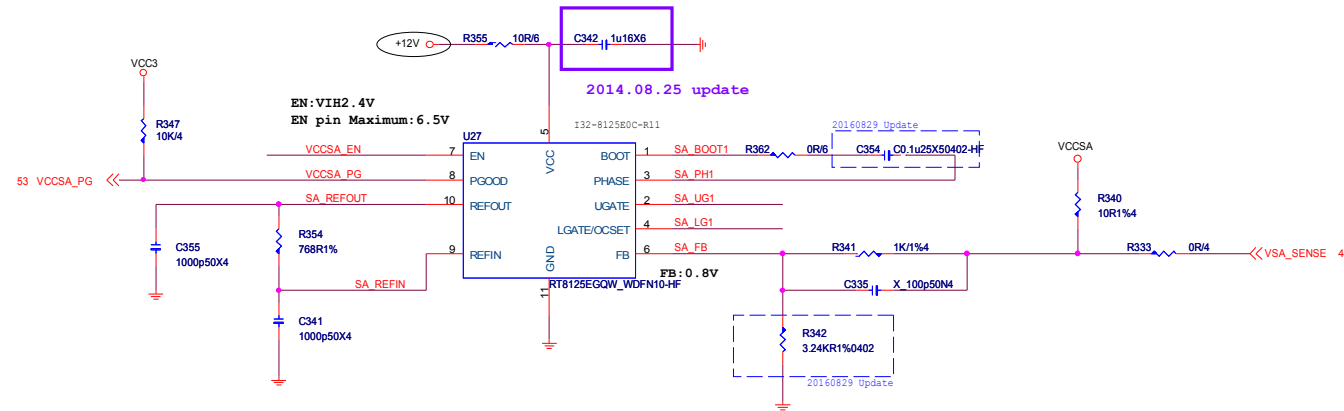 +12V
R355
10R/6
C342
1u16X6
2014.08.25 update
VCC3
R347
10K/4
EN:VIH2.4V
EN pin Maximum:6.5V
I32-8125E0C-R11
U27
5
VCC
20160829 Update
VCCSA_EN
7
EN
BOOT
1
SA_BOOT1
R362
0R/6
C354
C0.1u25X50402-HF
VCCSA
53 VCCSA_PG
VCCSA_PG
8
PGOOD
PHASE
3
SA_PH1
SA_REFOUT
10
REFOUT
UGATE
2
SA_UG1
R340
10R1%4
LGATE/OCSET
4
SA_LG1
R354
768R1%
C355
1000p50X4
9
REFIN
GND
FB
6
SA_FB
R341
1K/1%4
R333
0R/4
VSA_SENSE 4
FB:0.8V
SA_REFIN
11
RT8125EGQW_WDFN10-HF
C335
X_100p50N4
C341
1000p50X4
R342
3.24KR1%0402
20160829 Update